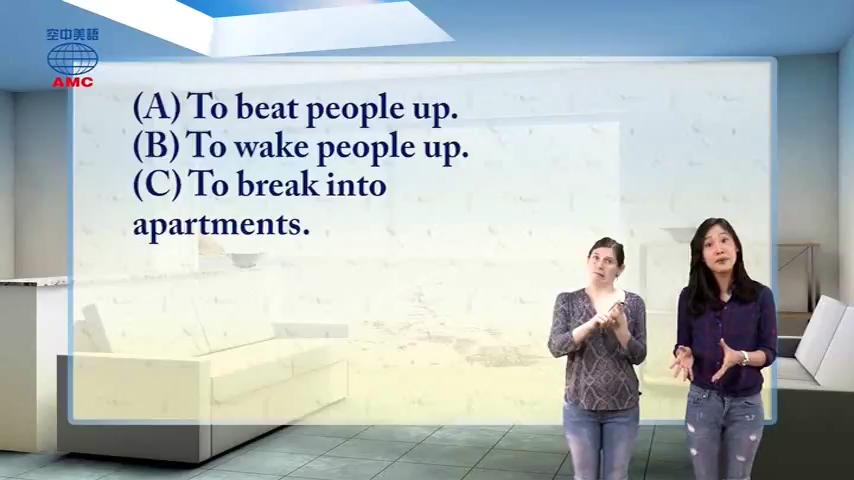 空中美語
AMC
(A) To beat people up.
(B) To wake people up.
(C) To break into
apartments.